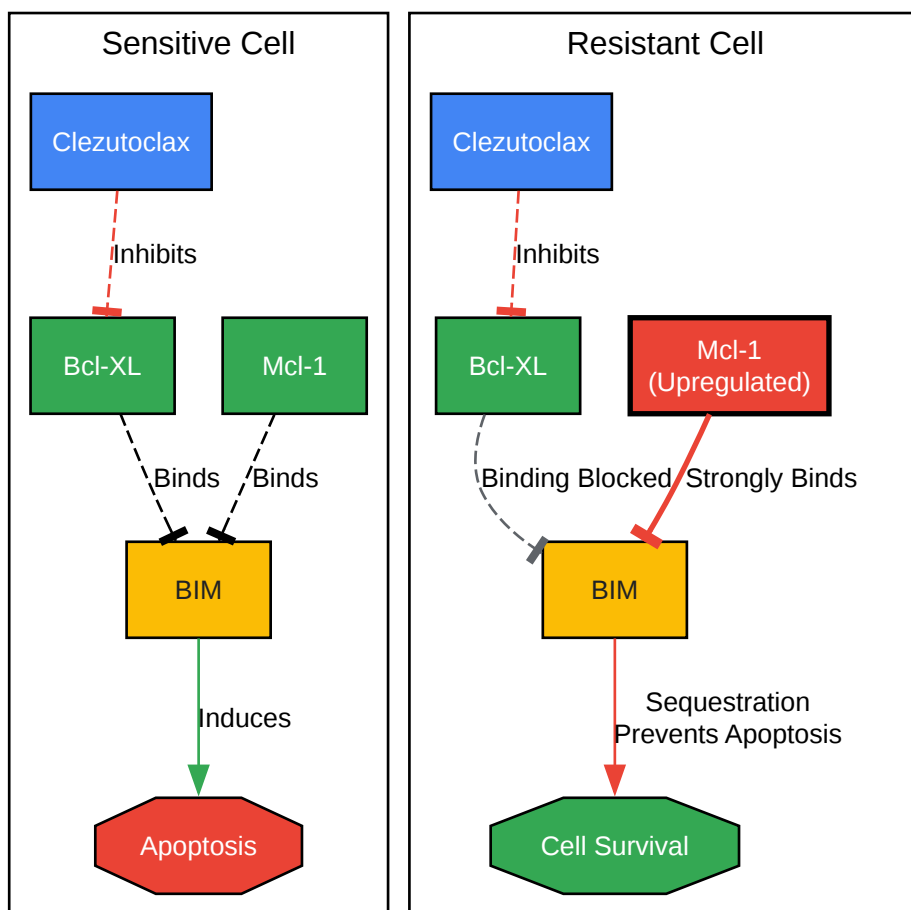 Sensitive Cell
Clezutoclax
Inhibits
Bcl-XL
Mcl-1
Binds
Binds
BIM
Induces
Apoptosis
Resistant Cell
Clezutoclax
Inhibits
Bcl-XL
Mcl-1
(Upregulated)
Binding Blocked
Strongly Binds
BIM
Sequestration
Prevents Apoptosis
Cell Survival